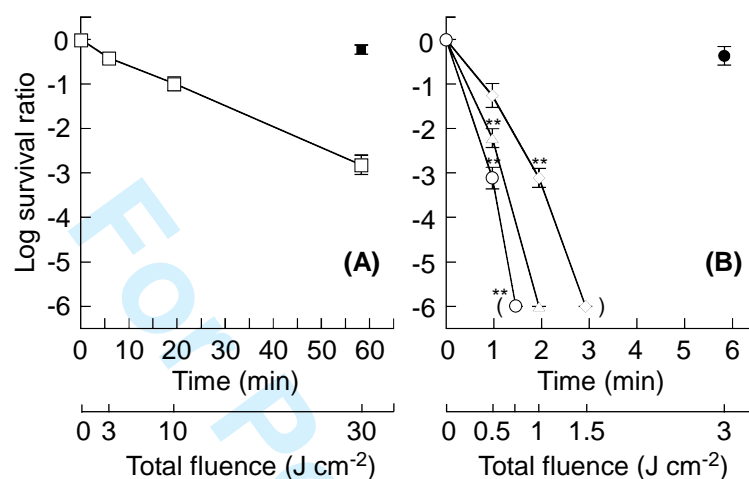 0
-1
-2
-3
-4
-5
-6
Log survival ratio
(A)
0 10 20 30 40 50 60
Time (min)
0 3 10 30
Total fluence (J cm-2)
0
-1
-2
-3
-4
-5
-6
**
**
**
**
( )
(B)
0 1 2 3 4 5 6
Time (min)
0 0.5 1 1.5 3
Total fluence (J cm-2)
For P